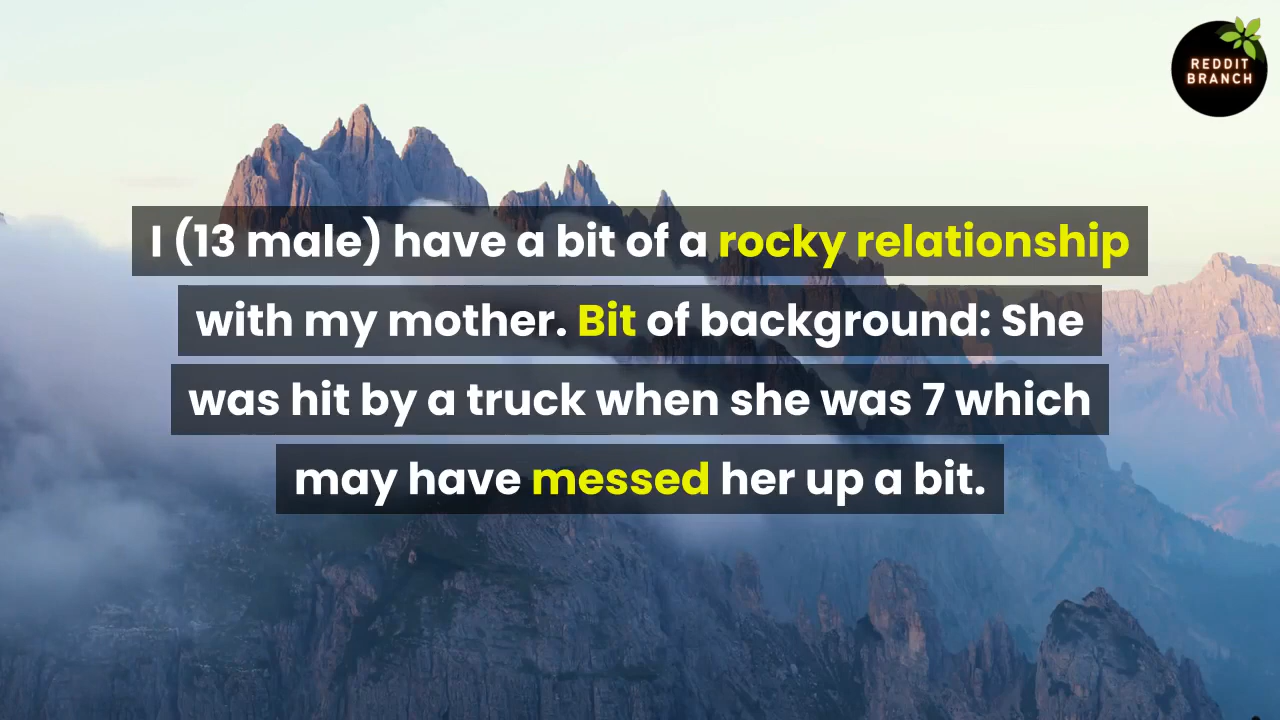 REDDIT
BRANCH
I (13 male) have a bit of a rocky relationship
with my mother. Bit of background: She
was hit by a truck when she was 7 which
may have messed her up a bit.